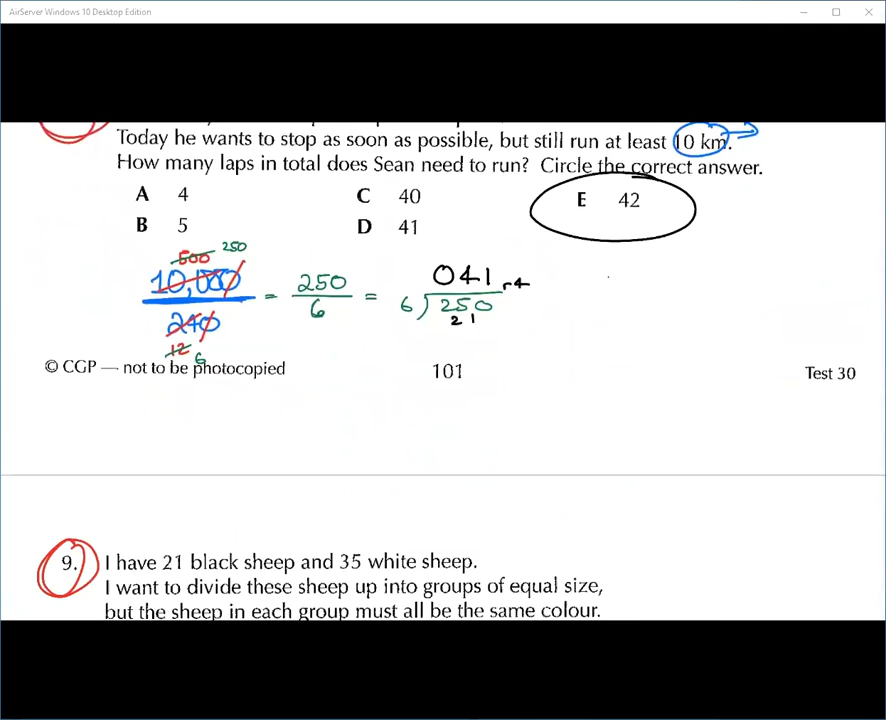 AirServer Windows 10 Desktop Edition
Today he wants to stop as soon as possible, but still run at least 10 km.
How many laps in total does Sean need to run? Circle the correct answer.
A 4 C 40 E 42
B 5 D 41
500 250
10,000 = 250 = 041 r4
240 6 6 250
12 6 2 1
© CGP — not to be photocopied 101 Test 30
9. I have 21 black sheep and 35 white sheep.
I want to divide these sheep up into groups of equal size,
but the sheep in each group must all be the same colour.